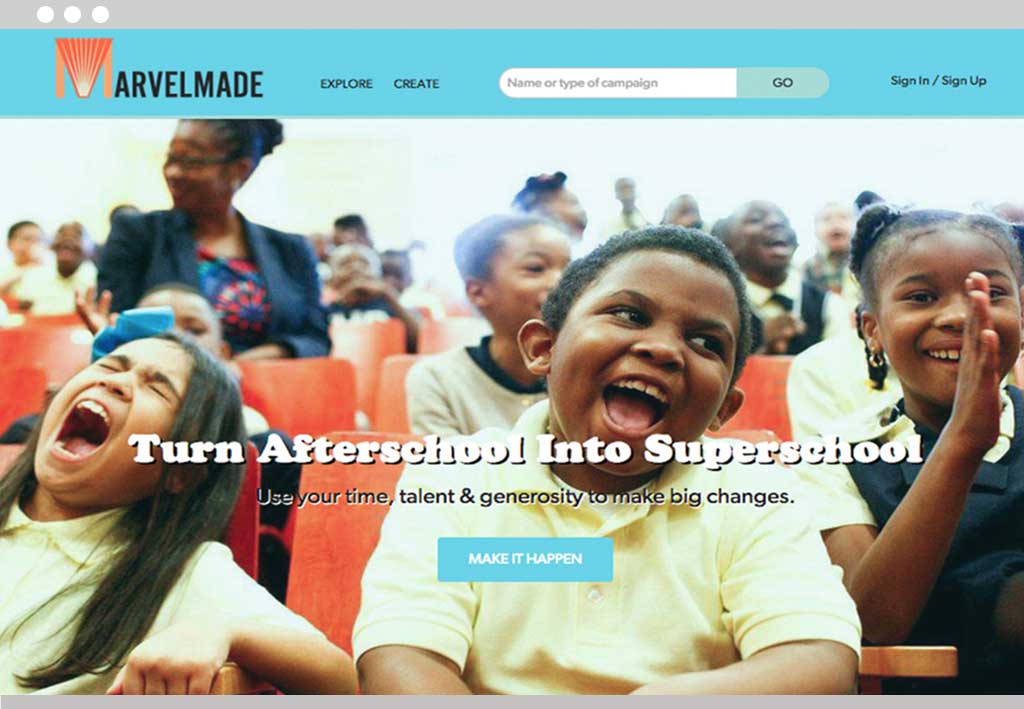 MARVELMADE
EXPLORE CREATE
Name or type of campaign
GO
Sign In / Sign Up
Turn Afterschool Into Superschool
Use your time, talent & generosity to make big changes.
MAKE IT HAPPEN